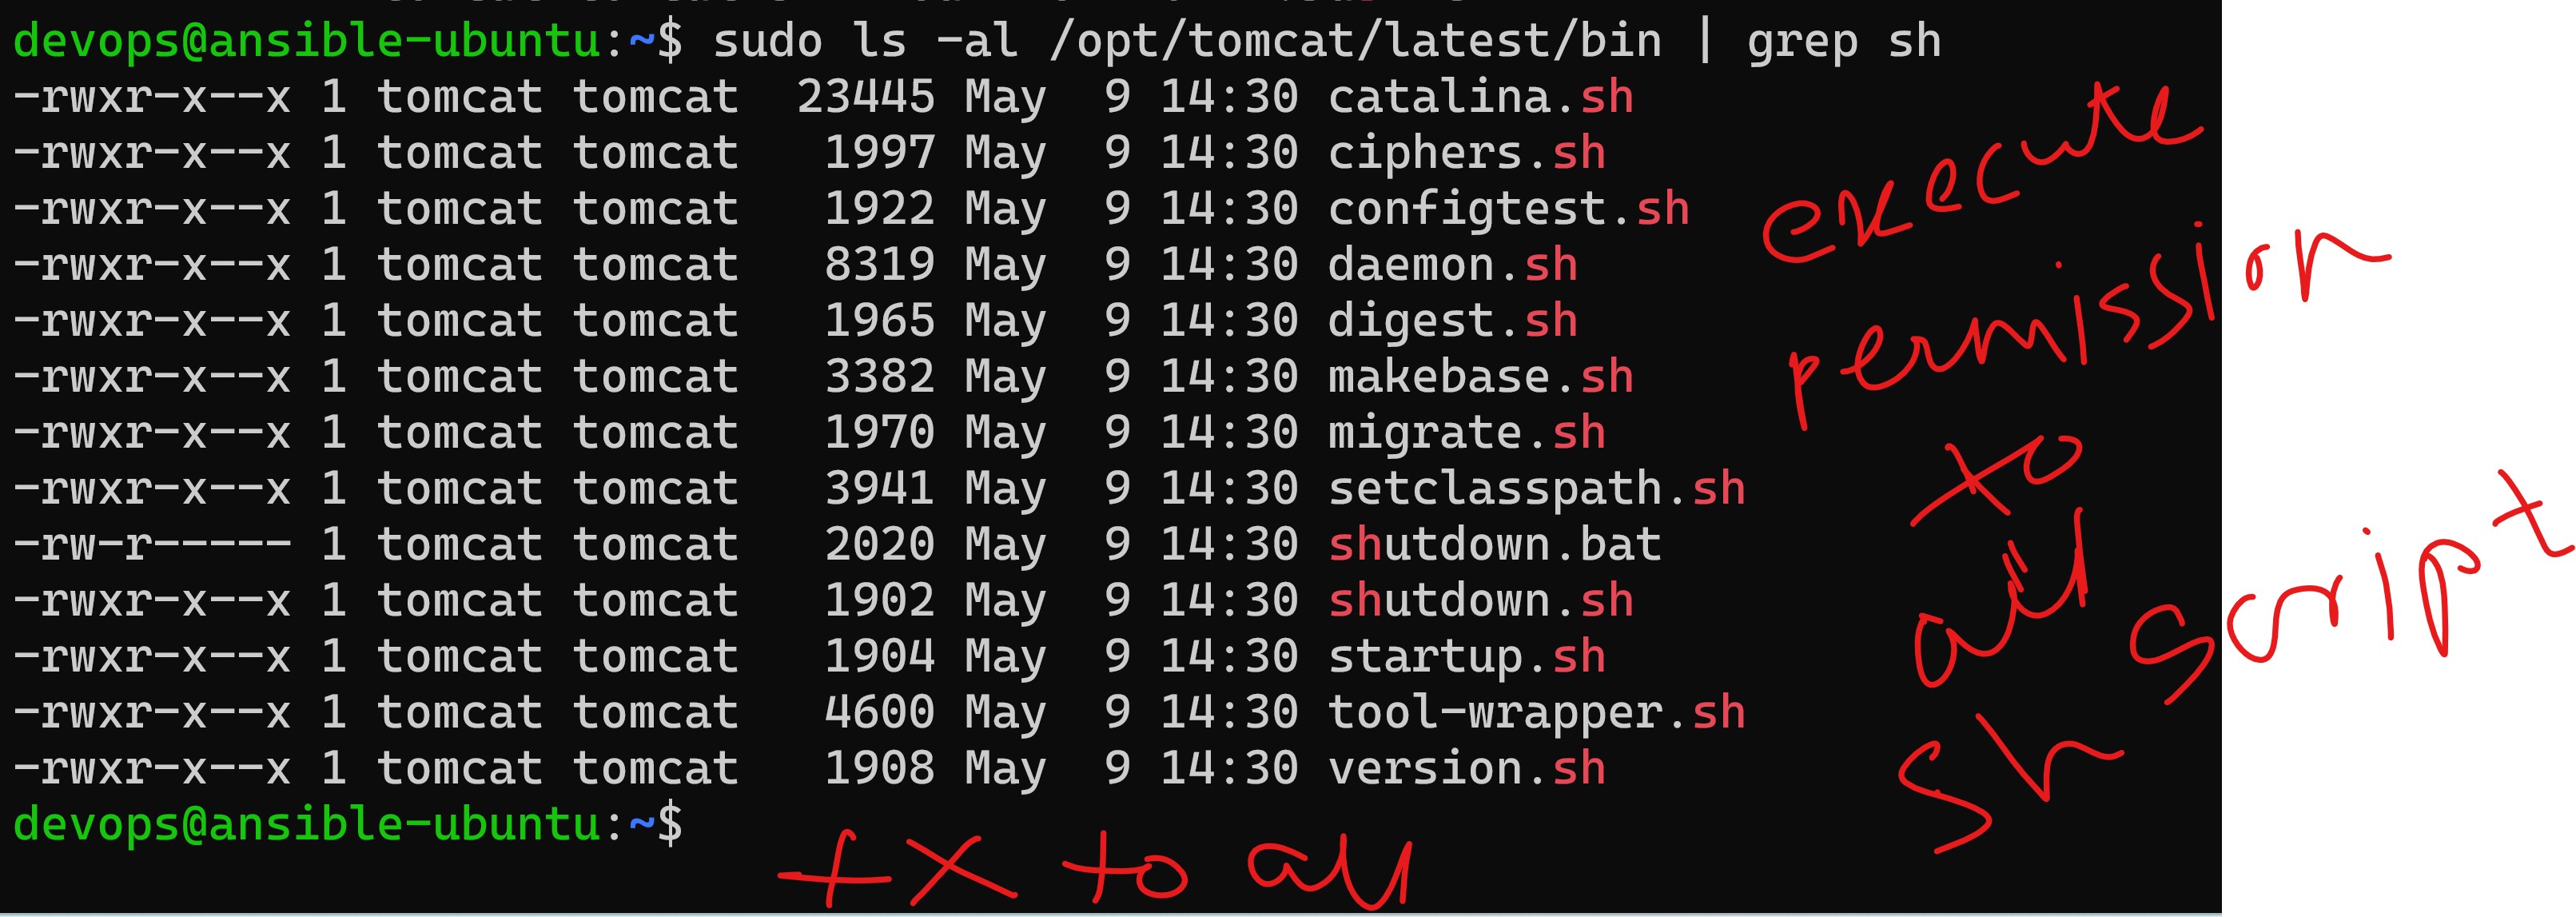 devops@ansible-ubuntu:~$ sudo ls -al /opt/tomcat/latest/bin | grep sh
-rwxr-x--x 1 tomcat tomcat  23445 May  9 14:30 catalina.sh
-rwxr-x--x 1 tomcat tomcat   1997 May  9 14:30 ciphers.sh
-rwxr-x--x 1 tomcat tomcat   1922 May  9 14:30 configtest.sh
-rwxr-x--x 1 tomcat tomcat   8319 May  9 14:30 daemon.sh
-rwxr-x--x 1 tomcat tomcat   1965 May  9 14:30 digest.sh
-rwxr-x--x 1 tomcat tomcat   3382 May  9 14:30 makebase.sh
-rwxr-x--x 1 tomcat tomcat   1970 May  9 14:30 migrate.sh
-rwxr-x--x 1 tomcat tomcat   3941 May  9 14:30 setclasspath.sh
-rw-r----- 1 tomcat tomcat   2020 May  9 14:30 shutdown.bat
-rwxr-x--x 1 tomcat tomcat   1902 May  9 14:30 shutdown.sh
-rwxr-x--x 1 tomcat tomcat   1904 May  9 14:30 startup.sh
-rwxr-x--x 1 tomcat tomcat   4600 May  9 14:30 tool-wrapper.sh
-rwxr-x--x 1 tomcat tomcat   1908 May  9 14:30 version.sh
devops@ansible-ubuntu:~$
execute
permission
to
all
sh script
+x to all